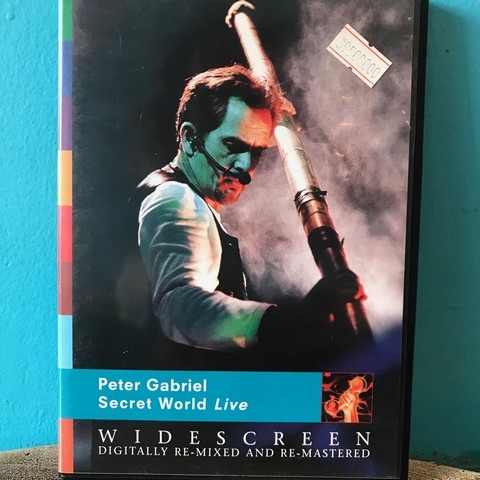 Peter Gabriel
Secret World Live
WIDESCREEN
DIGITALLY RE-MIXED AND RE-MASTERED